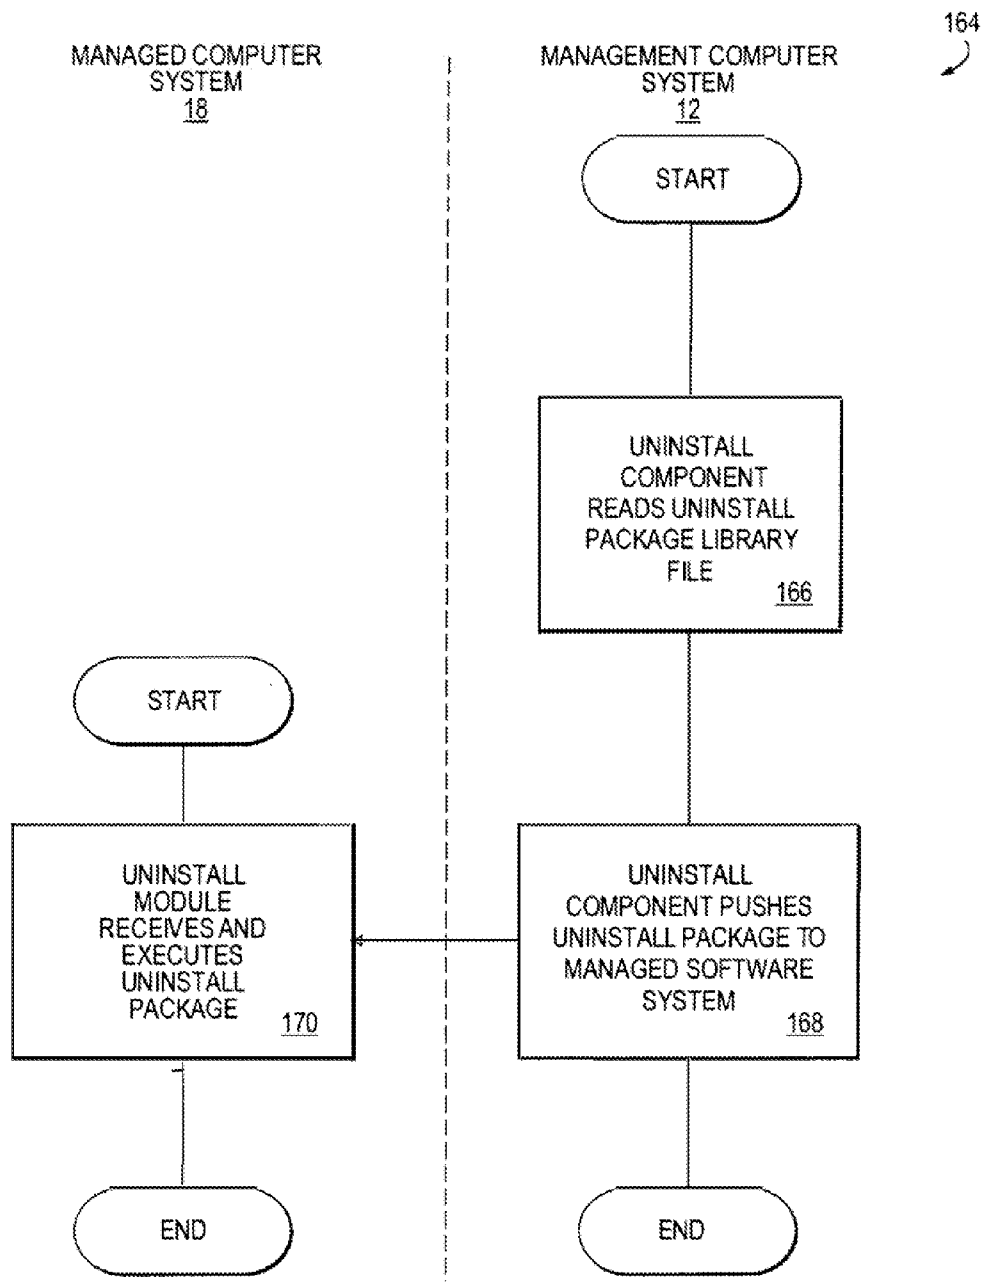 164
MANAGED COMPUTER
SYSTEM
18
MANAGEMENT COMPUTER
SYSTEM
12
START
UNINSTALL
COMPONENT
READS UNINSTALL
PACKAGE LIBRARY
FILE
166
START
UNINSTALL
MODULE
RECEIVES AND
EXECUTES
UNINSTALL
PACKAGE
170
UNINSTALL
COMPONENT PUSHES
UNINSTALL PACKAGE TO
MANAGED SOFTWARE
SYSTEM
168
END
END